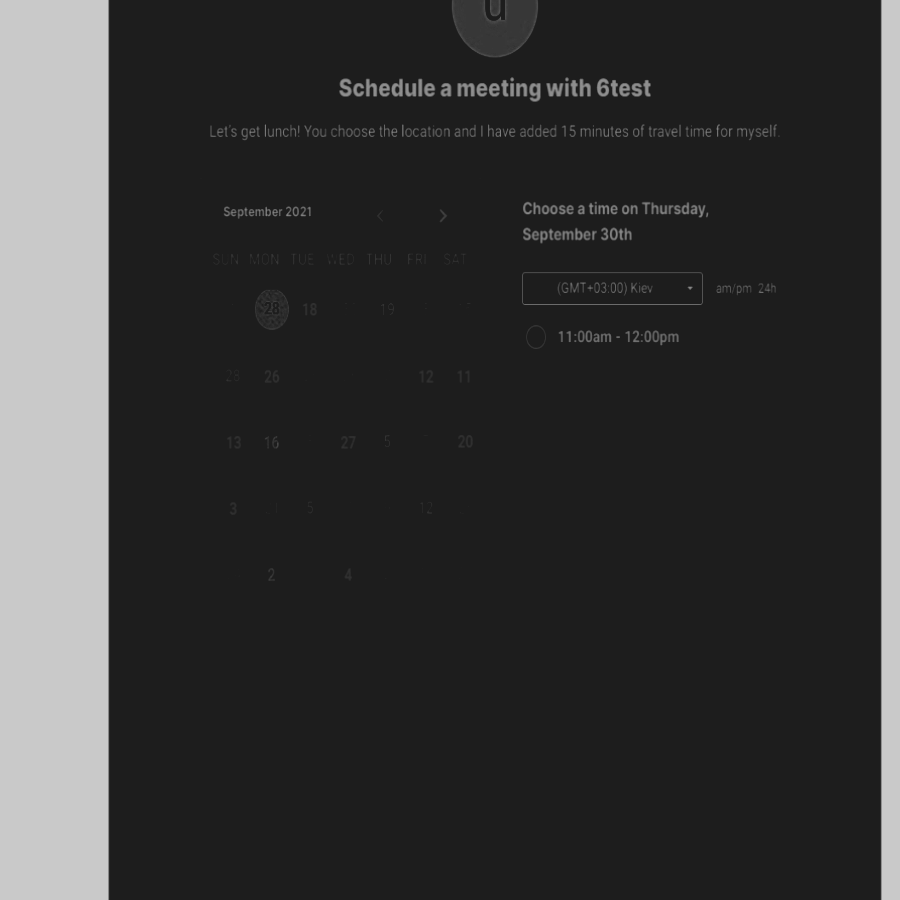 u
Schedule a meeting with 6test
Let's get lunch! You choose the location and I have added 15 minutes of travel time for myself.
September 2021
SUN MON TUE WED THU FRI SAT
28 18 19
26 12 11
13 16 27 5 20
3 12
2 4
Choose a time on Thursday,
September 30th
(GMT+03:00) Kiev
am/pm 24h
11:00am - 12:00pm